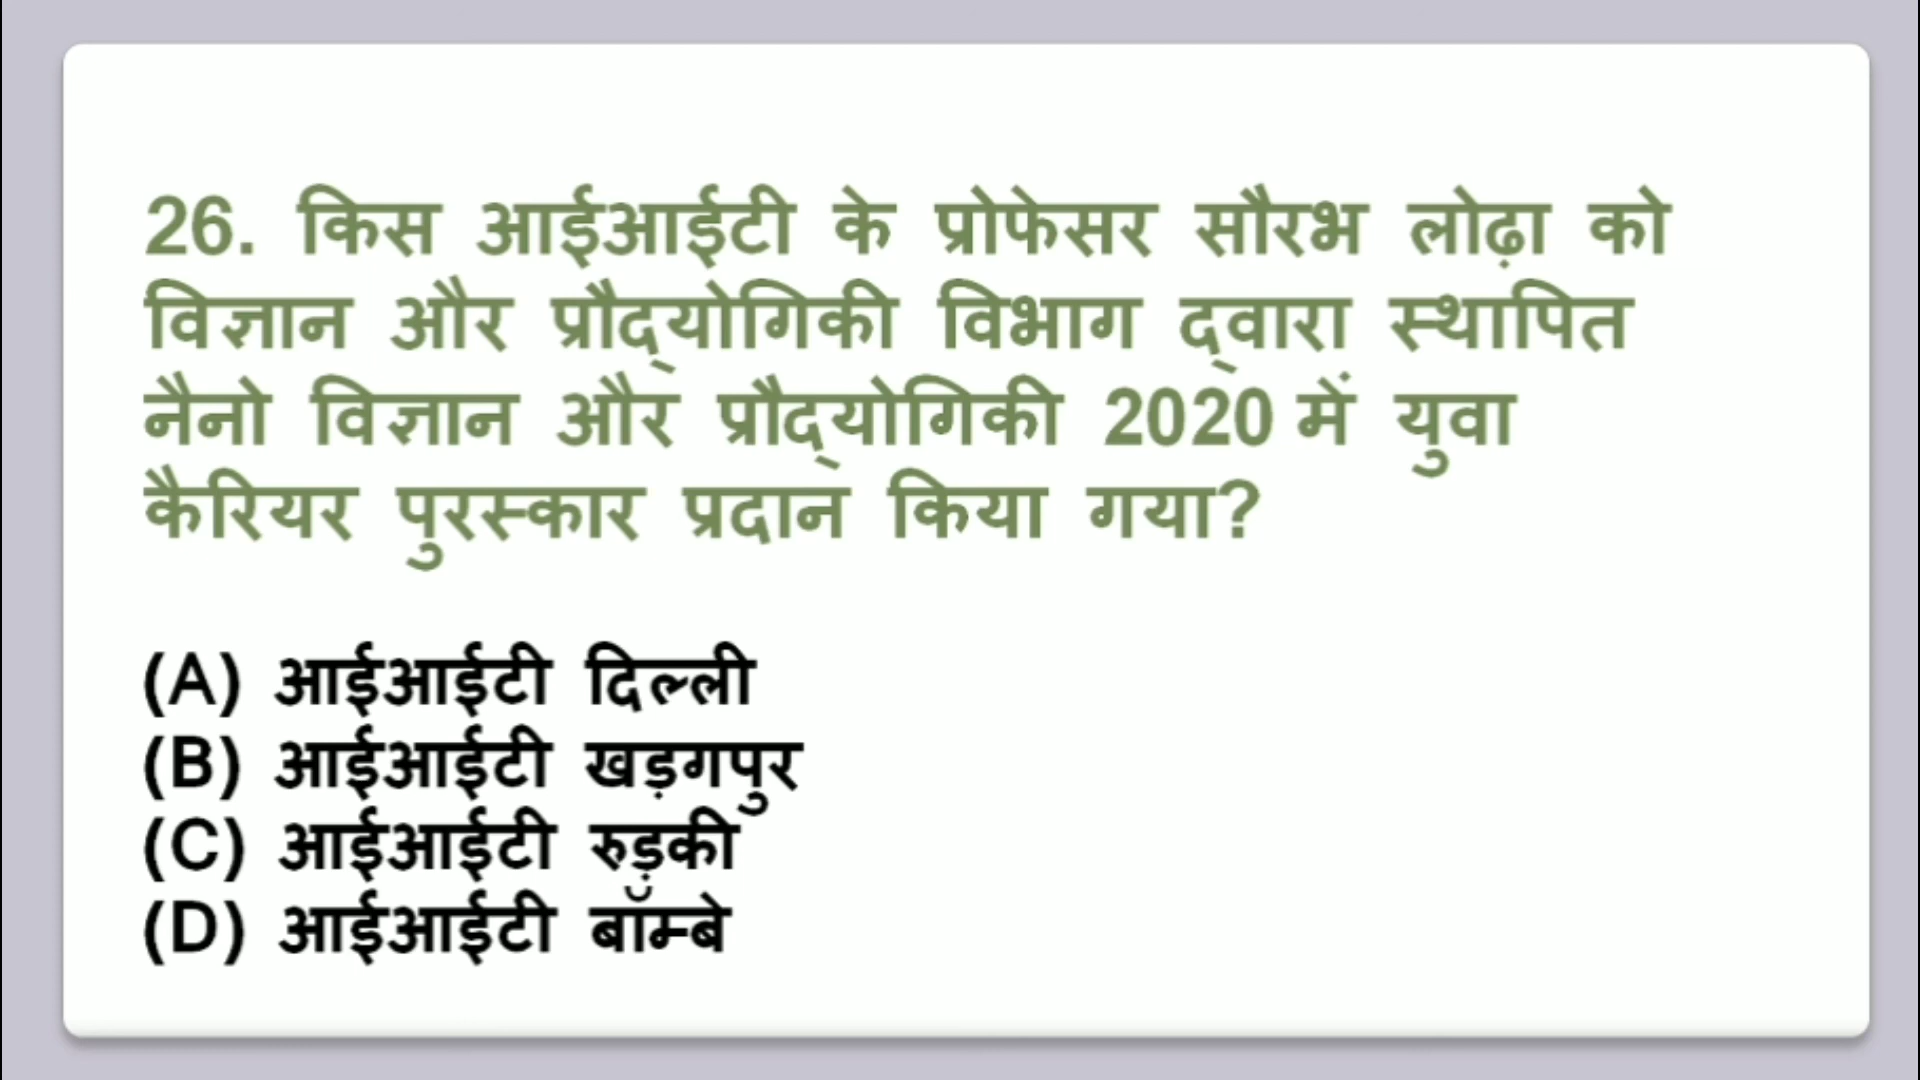 26. किस आईआईटी के प्रोफेसर सौरभ लोढ़ा को
विज्ञान और प्रौद्योगिकी विभाग द्वारा स्थापित
नैनो विज्ञान और प्रौद्योगिकी 2020 में युवा
कैरियर पुरस्कार प्रदान किया गया?
(A) आईआईटी दिल्ली
(B) आईआईटी खड़गपुर
(C) आईआईटी रुड़की
(D) आईआईटी बॉम्बे